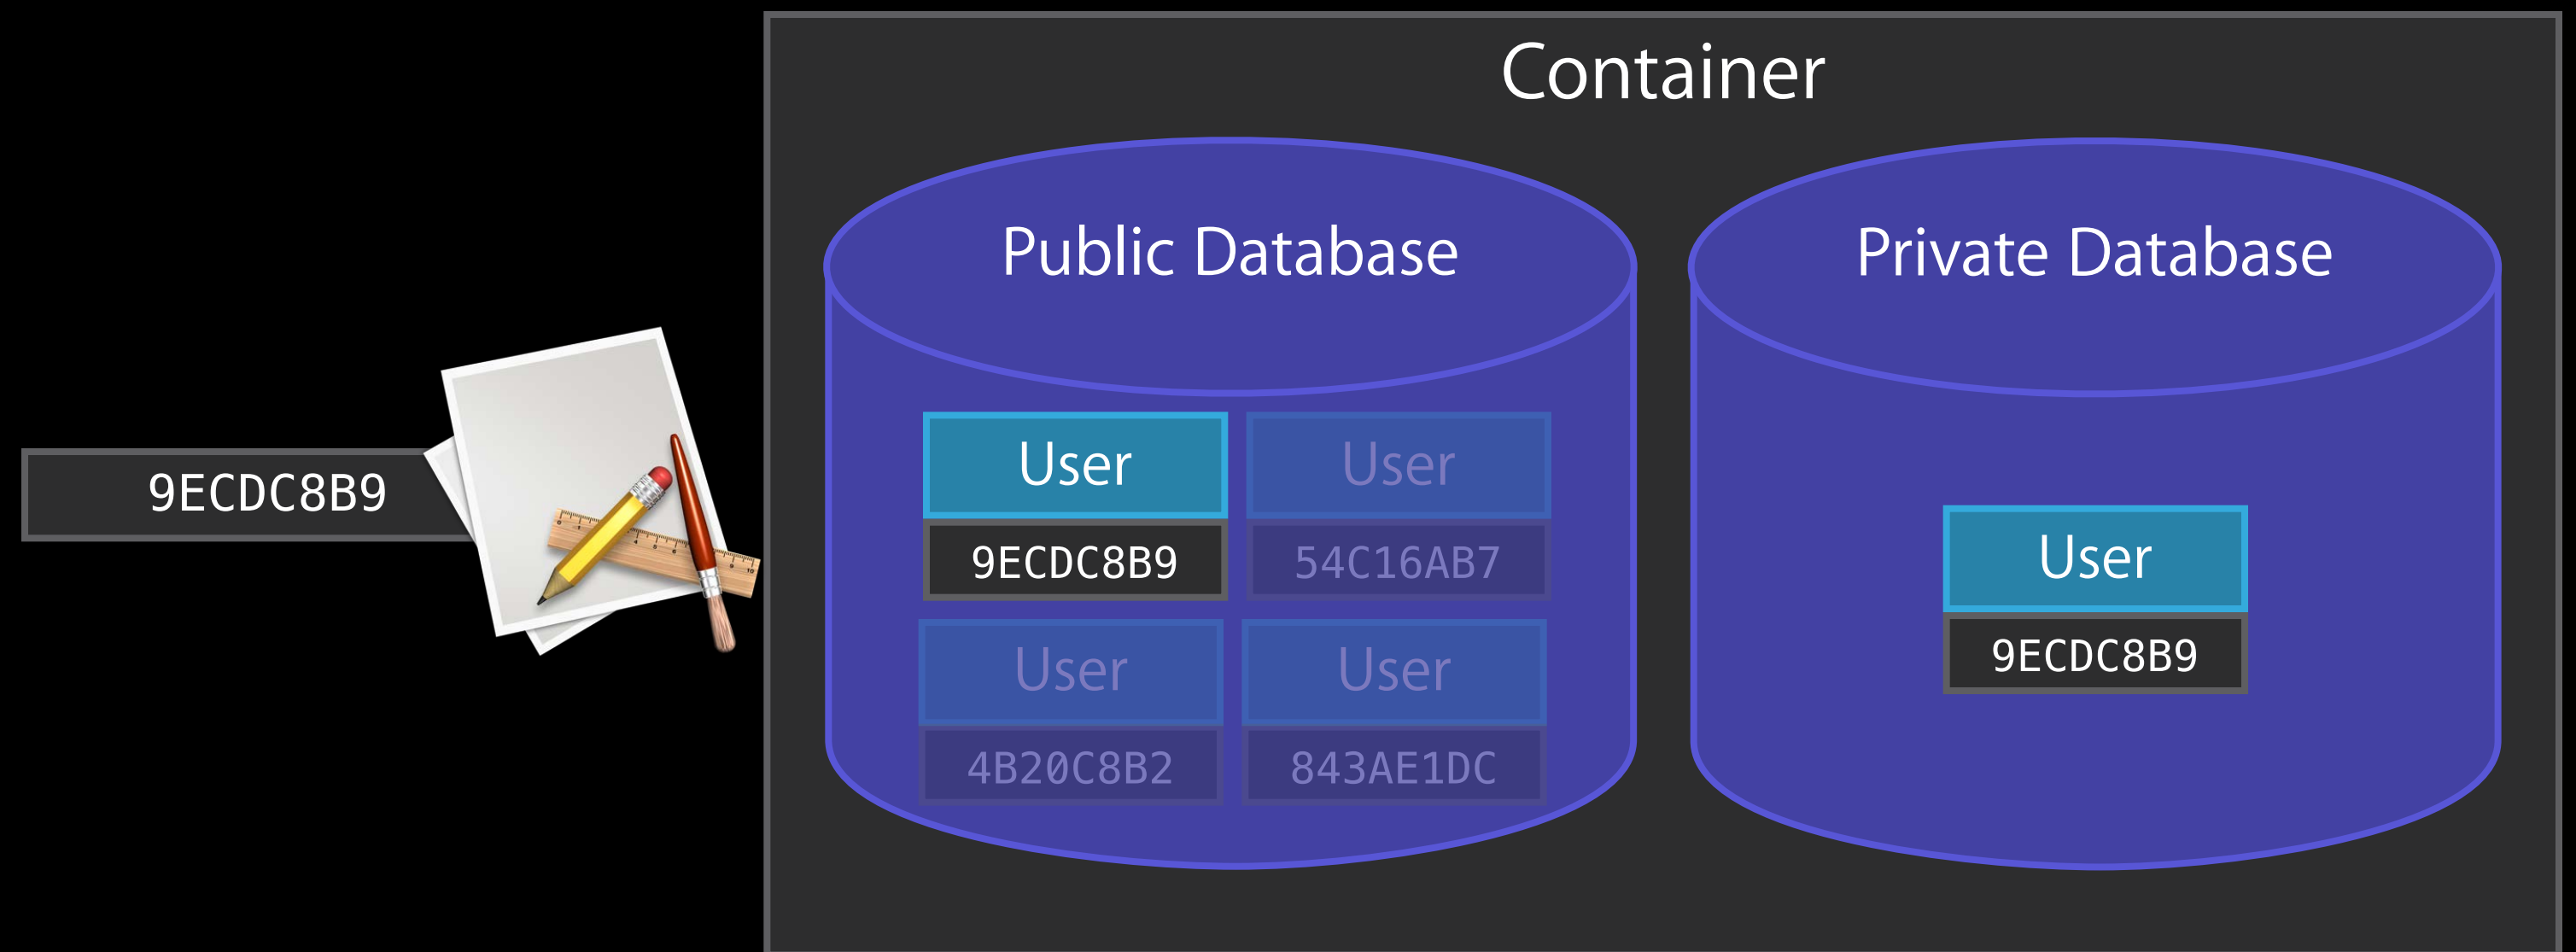 Container
Public Database
Private Database
9ECDC8B9
User
9ECDC8B9
User
54C16AB7
User
4B20C8B2
User
843AE1DC
User
9ECDC8B9